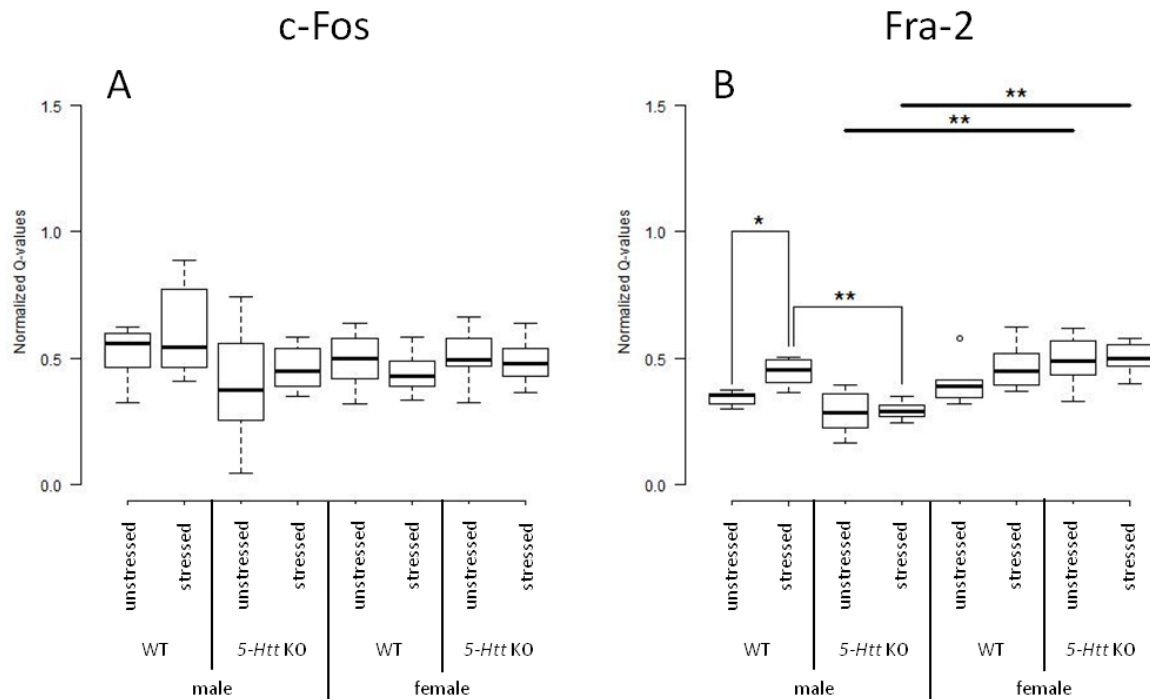 c-Fos
Fra-2
A
B
Normalized Q-values
1.5
1.0
0.5
0.0
unstressed
stressed
unstressed
stressed
unstressed
stressed
unstressed
stressed
WT
5-Htt KO
WT
5-Htt KO
male
female
Normalized Q-values
1.5
1.0
0.5
0.0
**
**
*
**
unstressed
stressed
unstressed
stressed
unstressed
stressed
unstressed
stressed
WT
5-Htt KO
WT
5-Htt KO
male
female